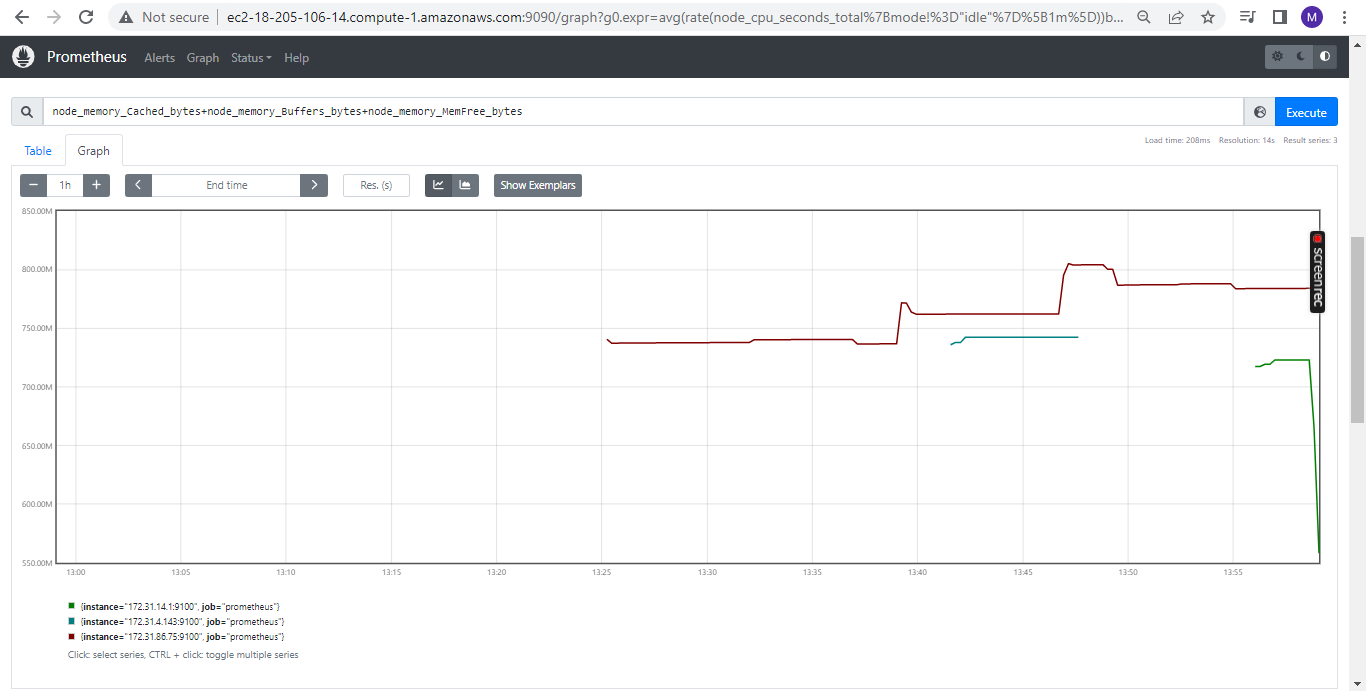 Not secure ec2-18-205-106-14.compute-1.amazonaws.com:9090/graph?g0.expr=avg(rate(node_cpu_seconds_total%7Bmode!%3D"idle"%7D%5B1m%5D))b... M
Prometheus Alerts Graph Status Help
node_memory_Cached_bytes+node_memory_Buffers_bytes+node_memory_MemFree_bytes Execute
Load time: 208ms Resolution: 14s Result series: 3
Table Graph
− 1h + End time Res. (s) Show Exemplars
850.00M
800.00M
750.00M
700.00M
650.00M
600.00M
550.00M
screenrec
13:00 13:05 13:10 13:15 13:20 13:25 13:30 13:35 13:40 13:45 13:50 13:55
{instance="172.31.14.1:9100", job="prometheus"}
{instance="172.31.4.143:9100", job="prometheus"}
{instance="172.31.86.75:9100", job="prometheus"}
Click: select series, CTRL + click: toggle multiple series